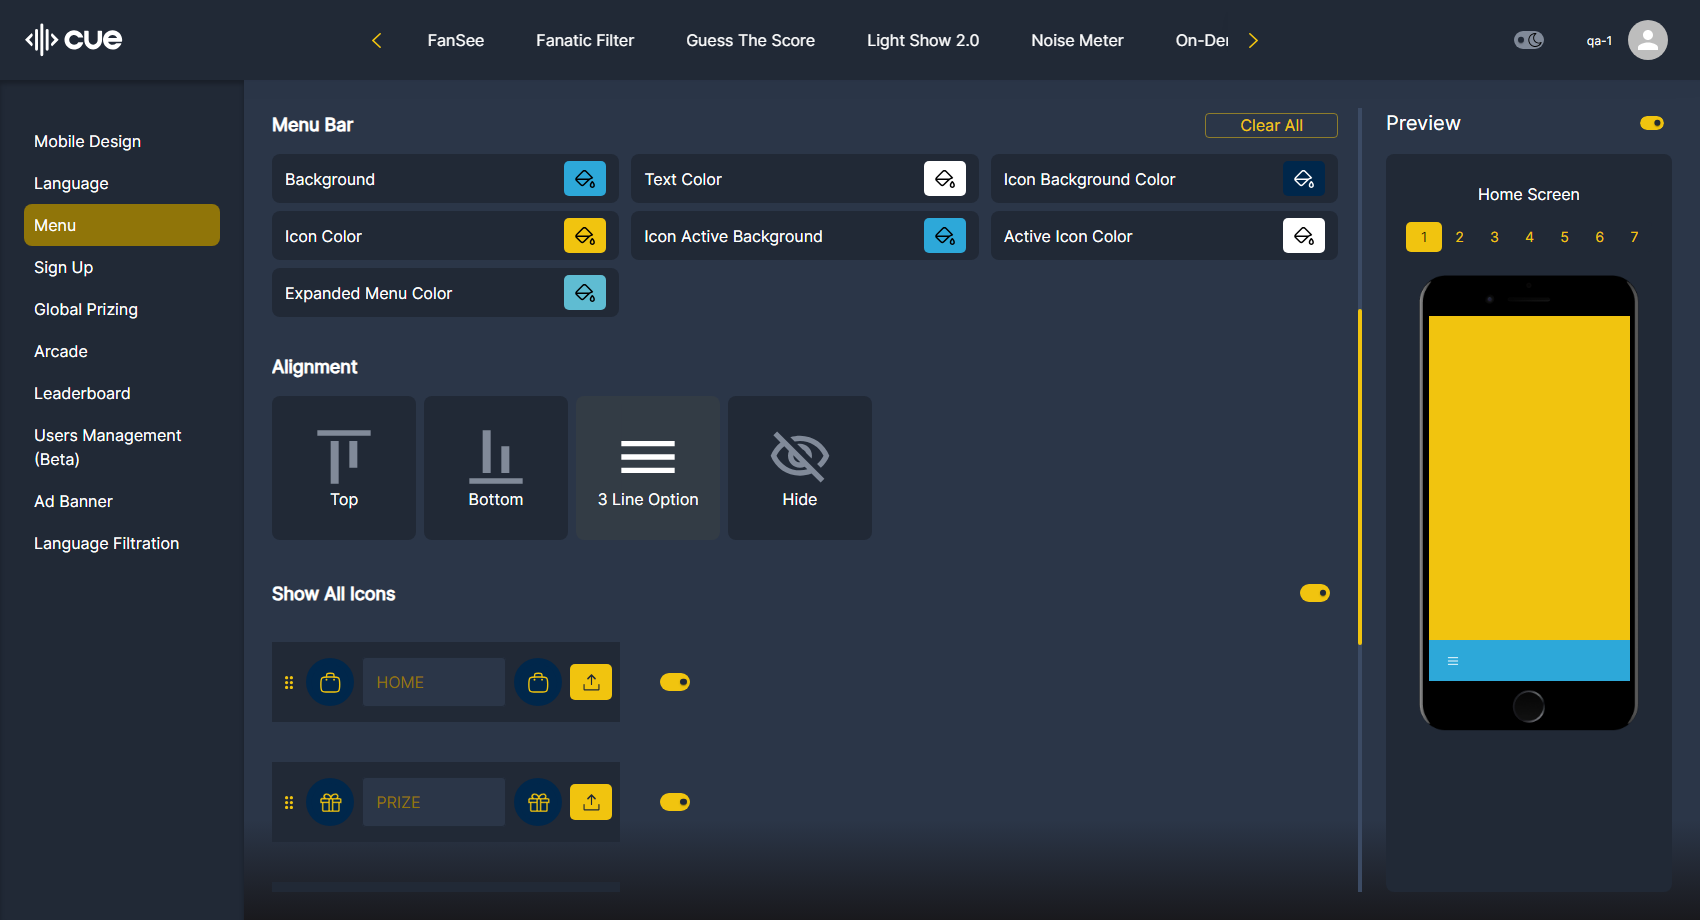 cue
FanSee
Fanatic Filter
Guess The Score
Light Show 2.0
Noise Meter
On-Der
qa-1
Mobile Design
Language
Menu
Sign Up
Global Prizing
Arcade
Leaderboard
Users Management
(Beta)
Ad Banner
Language Filtration
Menu Bar
Clear All
Background
Text Color
Icon Background Color
Icon Color
Icon Active Background
Active Icon Color
Expanded Menu Color
Alignment
Top
Bottom
3 Line Option
Hide
Show All Icons
HOME
PRIZE
Preview
Home Screen
1 2 3 4 5 6 7